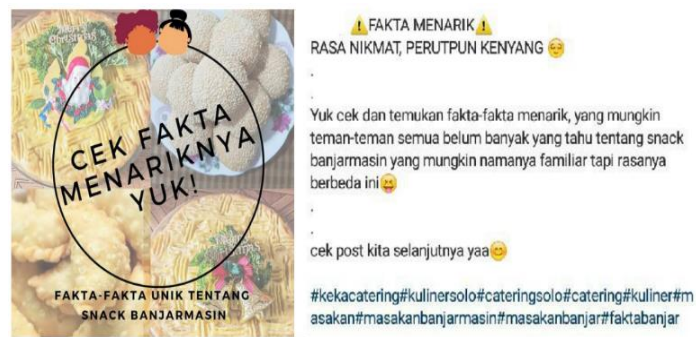 Merry
Christmas
CEK FAKTA
MENARIKNYA
YUK!
FAKTA-FAKTA UNIK TENTANG
SNACK BANJARMASIN
⚠FAKTA MENARIK⚠
RASA NIKMAT, PERUTPUN KENYANG 😌
.
.
Yuk cek dan temukan fakta-fakta menarik, yang mungkin
teman-teman semua belum banyak yang tahu tentang snack
banjarmasin yang mungkin namanya familiar tapi rasanya
berbeda ini😝
.
.
cek post kita selanjutnya yaa😊
#kekacatering#kulinersolo#cateringsolo#catering#kuliner#m
asakan#masakanbanjarmasin#masakanbanjar#faktabanjar